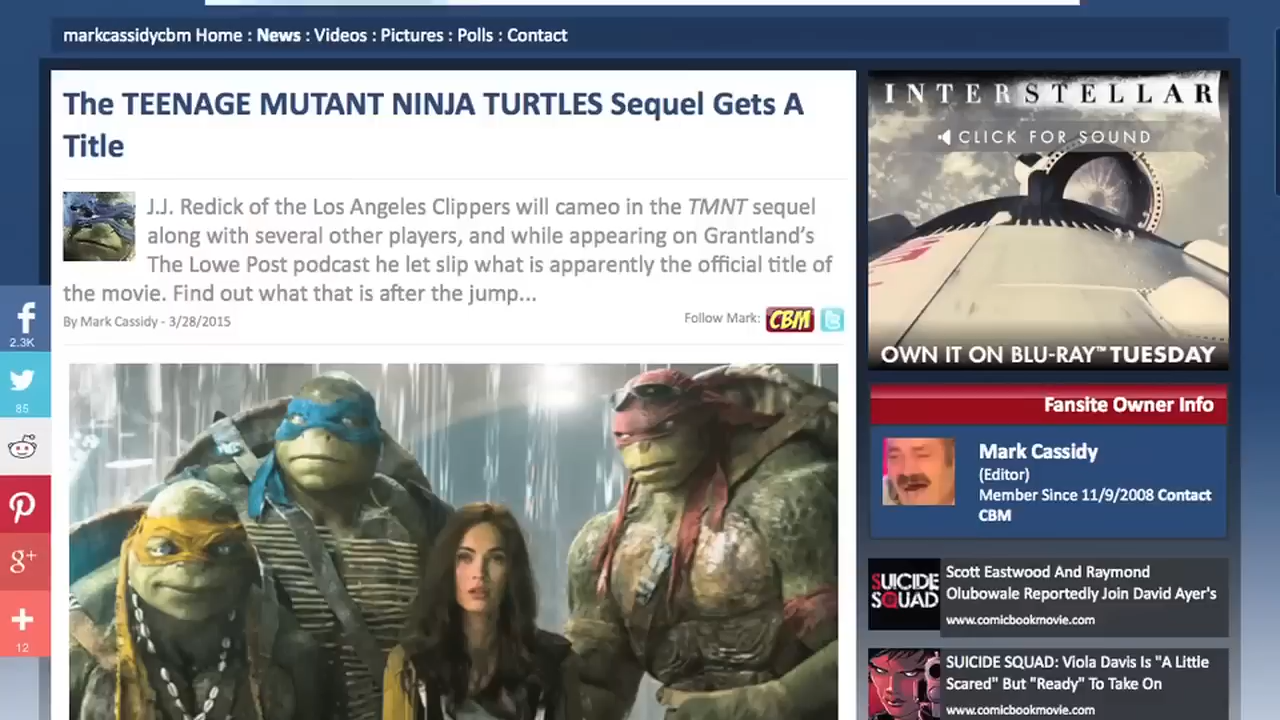 markcassidycbm Home : News : Videos : Pictures : Polls : Contact
The TEENAGE MUTANT NINJA TURTLES Sequel Gets A
Title
J.J. Redick of the Los Angeles Clippers will cameo in the TMNT sequel
along with several other players, and while appearing on Grantland’s
The Lowe Post podcast he let slip what is apparently the official title of
the movie. Find out what that is after the jump...
By Mark Cassidy - 3/28/2015
Follow Mark: CBM
f
2.3K
85
g+
12
INTERSTELLAR
CLICK FOR SOUND
OWN IT ON BLU-RAY™ TUESDAY
Fansite Owner Info
Mark Cassidy
(Editor)
Member Since 11/9/2008 Contact
CBM
SUICIDE
SQUAD
Scott Eastwood And Raymond
Olubowale Reportedly Join David Ayer's
www.comicbookmovie.com
SUICIDE SQUAD: Viola Davis Is "A Little
Scared" But "Ready" To Take On
www.comicbookmovie.com